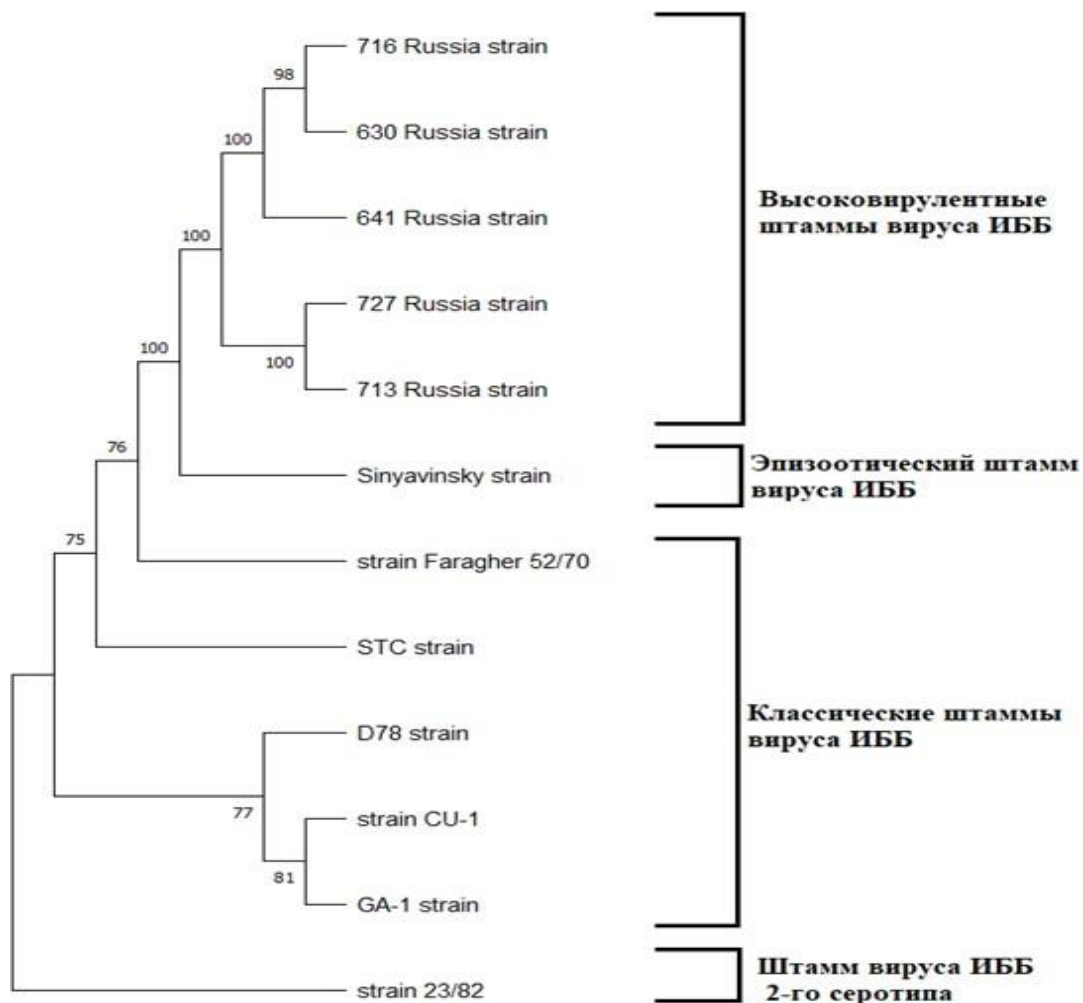 716 Russia strain
98
630 Russia strain
100
641 Russia strain
Высоковирулентные
штаммы вируса ИББ
100
727 Russia strain
100
100
713 Russia strain
76
Sinyavinsky strain
Эпизоотический штамм
вируса ИББ
75
strain Faragher 52/70
STC strain
Классические штаммы
вируса ИББ
D78 strain
77
strain CU-1
81
GA-1 strain
strain 23/82
Штамм вируса ИББ
2-го серотипа